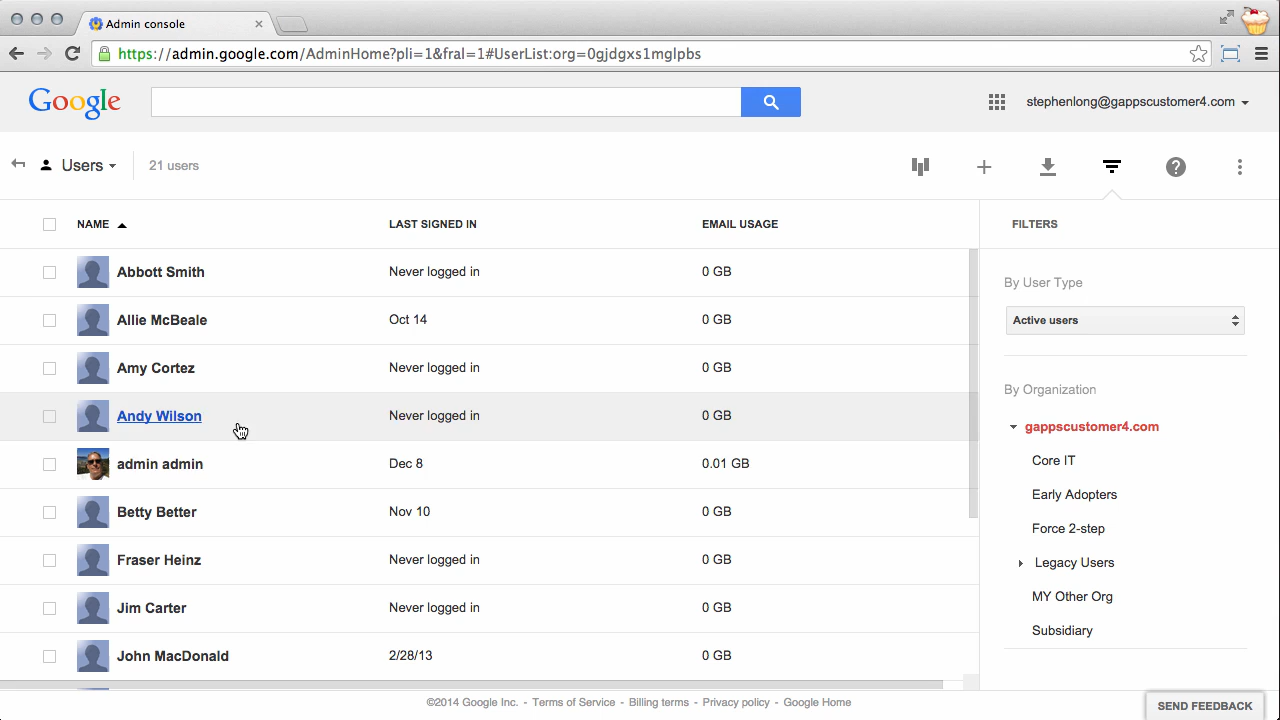 Admin console
https://admin.google.com/AdminHome?pli=1&fral=1#UserList:org=0gjdgxs1mglpbs
Google
stephenlong@gappscustomer4.com
Users
21 users
NAME LAST SIGNED IN EMAIL USAGE
Abbott Smith Never logged in 0 GB
Allie McBeale Oct 14 0 GB
Amy Cortez Never logged in 0 GB
Andy Wilson Never logged in 0 GB
admin admin Dec 8 0.01 GB
Betty Better Nov 10 0 GB
Fraser Heinz Never logged in 0 GB
Jim Carter Never logged in 0 GB
John MacDonald 2/28/13 0 GB
FILTERS
By User Type
Active users
By Organization
gappscustomer4.com
Core IT
Early Adopters
Force 2-step
Legacy Users
MY Other Org
Subsidiary
©2014 Google Inc. - Terms of Service - Billing terms - Privacy policy - Google Home
SEND FEEDBACK